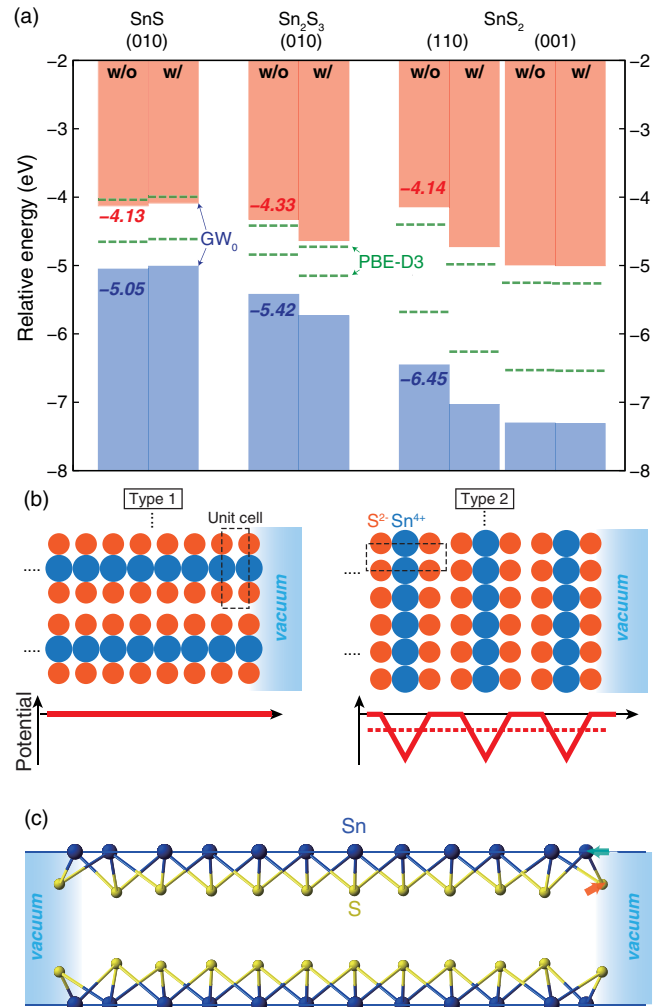 (a)
SnS Sn2S3 SnS2
(010) (010) (110) (001)
−2 −2
w/o w/ w/o w/ w/o w/ w/o w/
−3 −3
−4 −4
−4.13 −4.33 −4.14
GW0 PBE-D3
−5 −5
−5.05 −5.42
−6 −6
−6.45
−7 −7
−8 −8
Relative energy (eV)
(b)
Type 1 Type 2
Unit cell S2- Sn4+
vacuum vacuum
Potential
(c)
Sn
S
vacuum vacuum